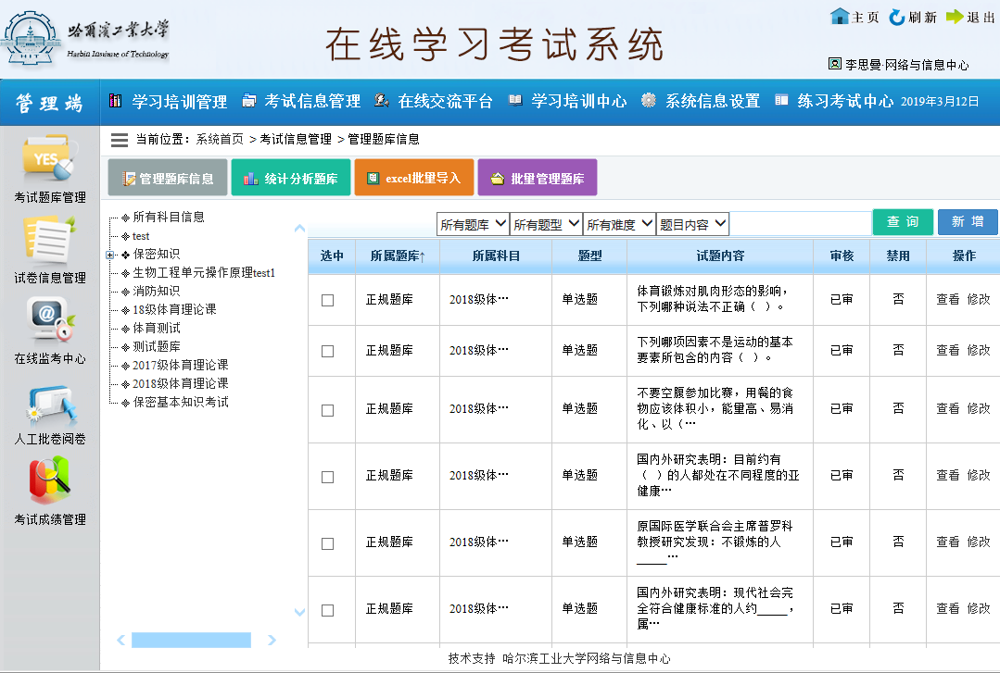 哈爾濱工業大学
Harbin Institute of Technology
HIT
在线学习考试系统
主页 刷新 退出
李思曼·网络与信息中心
管理端 学习培训管理 考试信息管理 在线交流平台 学习培训中心 系统信息设置 练习考试中心 2019年3月12日
当前位置: 系统首页 >考试信息管理 >管理题库信息
YES
考试题库管理
试卷信息管理
在线监考中心
人工批卷阅卷
考试成绩管理
管理题库信息 统计分析题库 excel批量导入 批量管理题库
所有科目信息
test
保密知识
生物工程单元操作原理test1
消防知识
18级体育理论课
体育测试
测试题库
2017级体育理论课
2018级体育理论课
保密基本知识考试
所有题库 所有题型 所有难度 题目内容 查询 新增
选中 所属题库↑ 所属科目 题型 试题内容 审核 禁用 操作
正规题库 2018级体… 单选题 体育锻炼对肌肉形态的影响，
下列哪种说法不正确（ ）。 已审 否 查看 修改
正规题库 2018级体… 单选题 下列哪项因素不是运动的基本
要素所包含的内容（ ）。 已审 否 查看 修改
正规题库 2018级体… 单选题 不要空腹参加比赛，用餐的食
物应该体积小，能量高、易消
化、以（… 已审 否 查看 修改
正规题库 2018级体… 单选题 国内外研究表明：目前约有
（ ）的人都处在不同程度的亚
健康… 已审 否 查看 修改
正规题库 2018级体… 单选题 原国际医学联合会主席普罗科
教授研究发现：不锻炼的人
_____… 已审 否 查看 修改
正规题库 2018级体… 单选题 国内外研究表明：现代社会完
全符合健康标准的人约_____，
属… 已审 否 查看 修改
技术支持 哈尔滨工业大学网络与信息中心